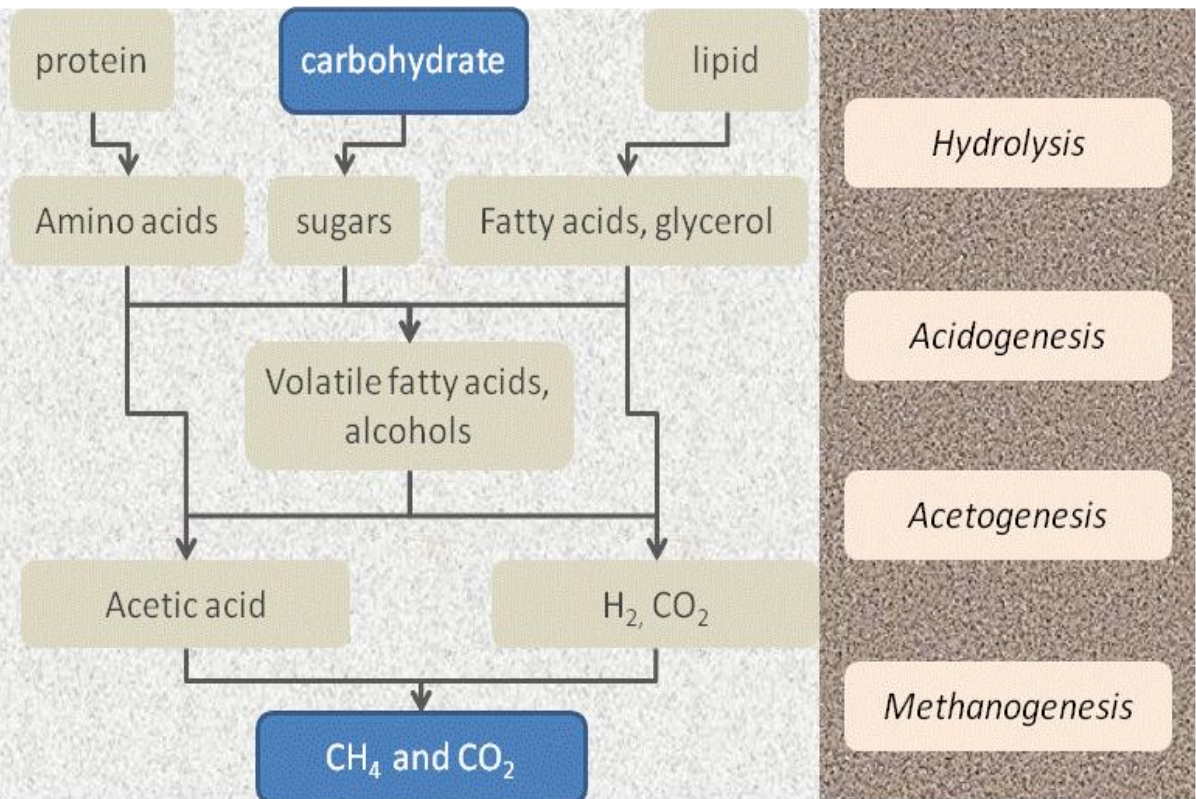 protein
carbohydrate
lipid
Hydrolysis
Amino acids
sugars
Fatty acids, glycerol
Acidogenesis
Volatile fatty acids,
alcohols
Acetogenesis
Acetic acid
H₂, CO₂
Methanogenesis
CH₄ and CO₂